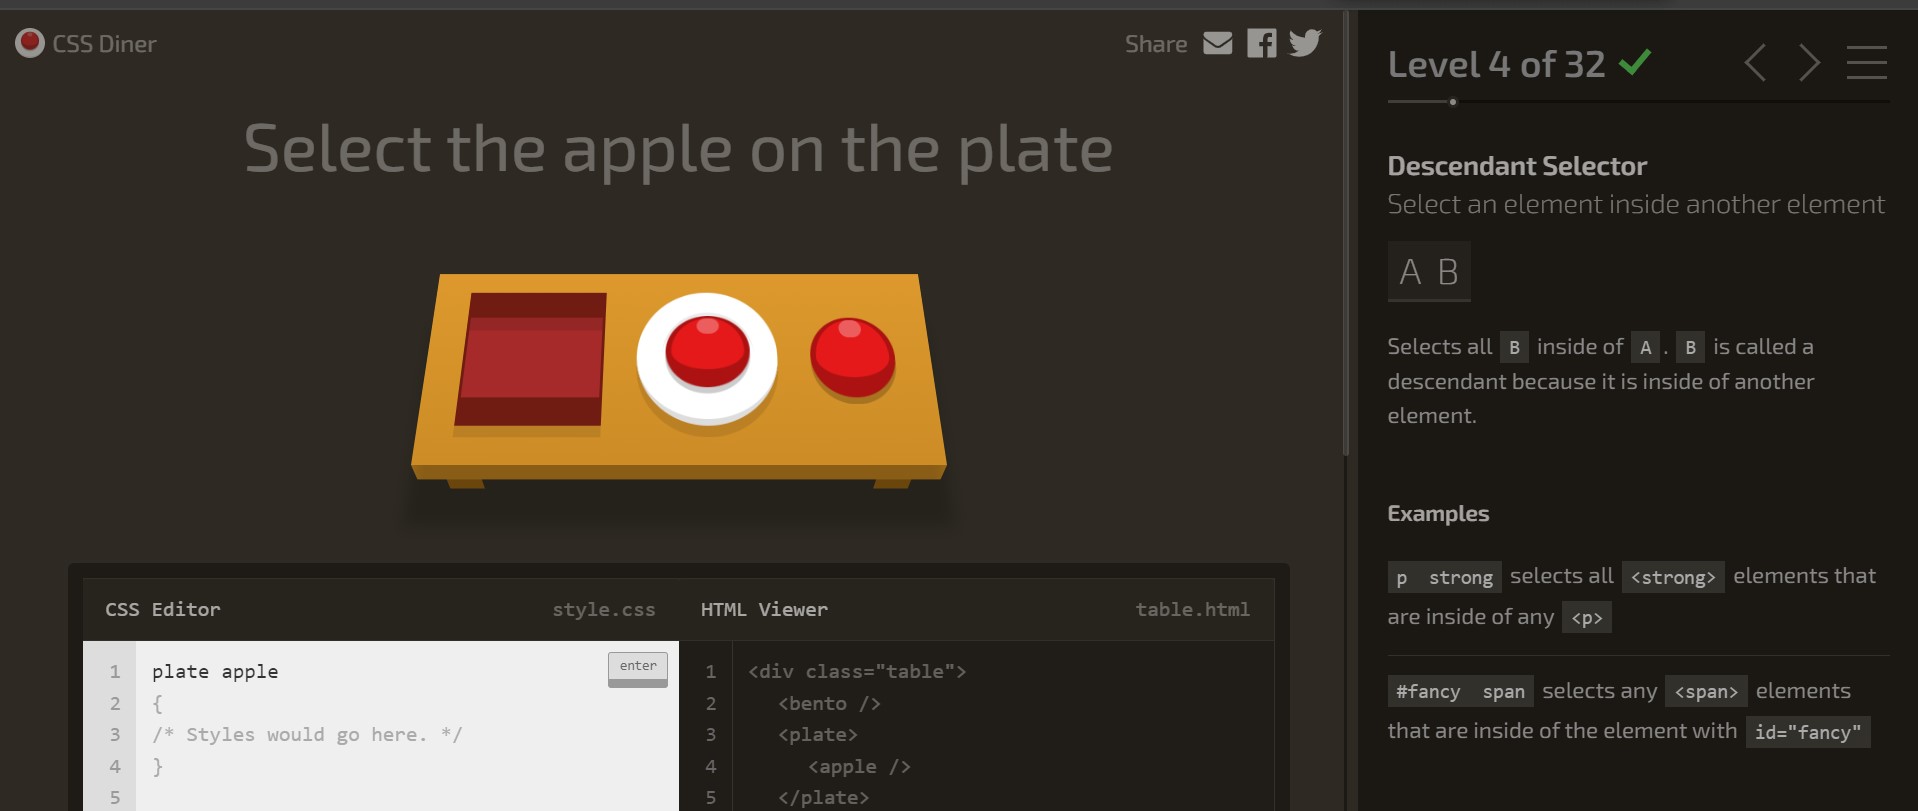 CSS Diner
Share
Select the apple on the plate
CSS Editor
style.css
HTML Viewer
table.html
1
plate apple
enter
2
{
3
/* Styles would go here. */
4
}
5
1
<div class="table">
2
<bento />
3
<plate>
4
<apple />
5
</plate>
Level 4 of 32
Descendant Selector
Select an element inside another element
A B
Selects all B inside of A . B is called a
descendant because it is inside of another
element.
Examples
p strong selects all <strong> elements that
are inside of any <p>
#fancy span selects any <span> elements
that are inside of the element with id="fancy"